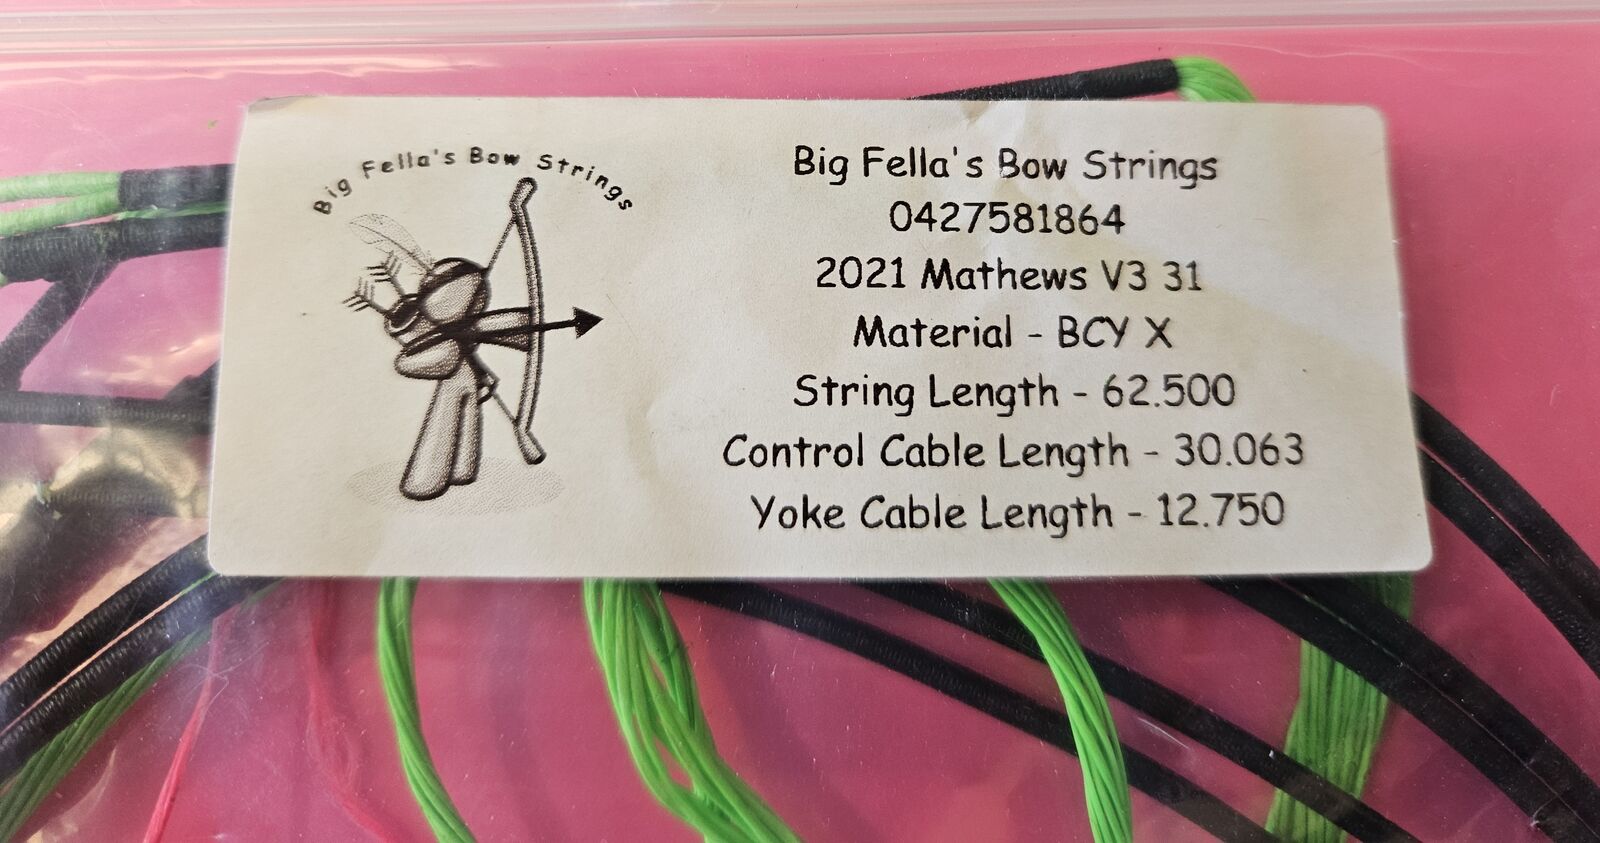 Big Fella's Bow Strings
Big Fella's Bow Strings
0427581864
2021 Mathews V3 31
Material - BCY X
String Length - 62.500
Control Cable Length - 30.063
Yoke Cable Length - 12.750